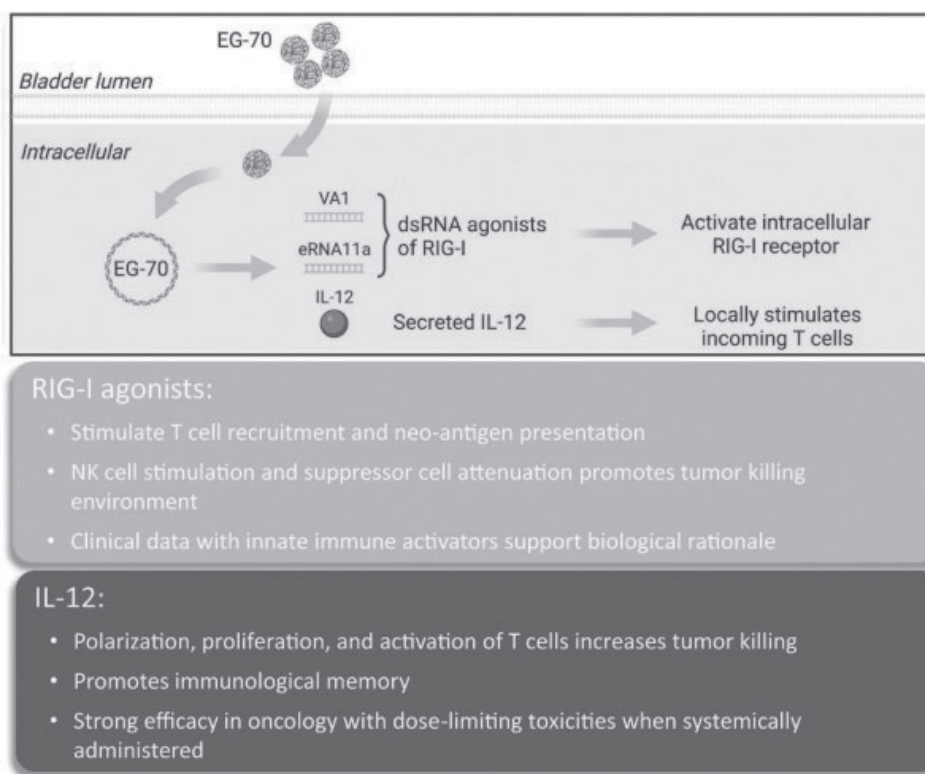 EG-70
Bladder lumen
Intracellular
VA1
eRNA11a
dsRNA agonists
of RIG-I
Activate intracellular
RIG-I receptor
EG-70
IL-12
Secreted IL-12
Locally stimulates
incoming T cells
RIG-I agonists:
• Stimulate T cell recruitment and neo-antigen presentation
• NK cell stimulation and suppressor cell attenuation promotes tumor killing
environment
• Clinical data with innate immune activators support biological rationale
IL-12:
• Polarization, proliferation, and activation of T cells increases tumor killing
• Promotes immunological memory
• Strong efficacy in oncology with dose-limiting toxicities when systemically
administered